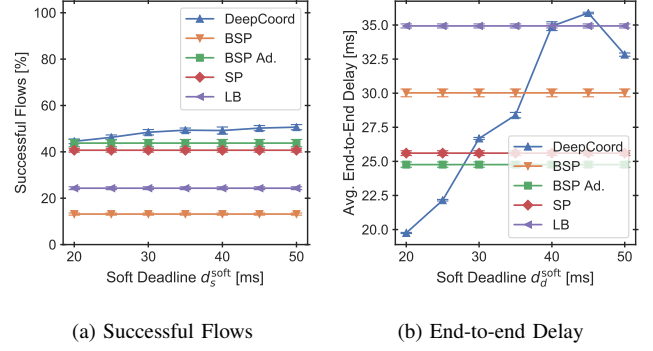 100
80
60
40
20
0
Successful Flows [%]
DeepCoord
BSP
BSP Ad.
SP
LB
20 30 40 50
Soft Deadline d_s^soft [ms]
(a) Successful Flows
35.0
32.5
30.0
27.5
25.0
22.5
20.0
Avg. End-to-End Delay [ms]
DeepCoord
BSP
BSP Ad.
SP
LB
20 30 40 50
Soft Deadline d_d^soft [ms]
(b) End-to-end Delay